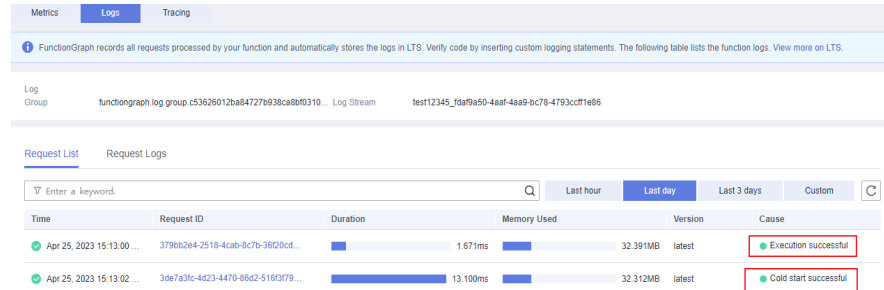 Metrics Logs Tracing
FunctionGraph records all requests processed by your function and automatically stores the logs in LTS. Verify code by inserting custom logging statements. The following table lists the function logs. View more on LTS.
Log
Group functiongraph.log.group.c53626012ba84727b938ca8bf0310... Log Stream test12345_fdaf9a50-4aaf-4aa9-bc78-4793ccff1e86
Request List Request Logs
Enter a keyword. Last hour Last day Last 3 days Custom
Time Request ID Duration Memory Used Version Cause
Apr 25, 2023 15:13:00 ... 379bb2e4-2518-4cab-8c7b-36f20cd... 1.671ms 32.391MB latest Execution successful
Apr 25, 2023 15:13:02 ... 3de7a3fc-4d23-4470-86d2-516f3f79... 13.100ms 32.312MB latest Cold start successful